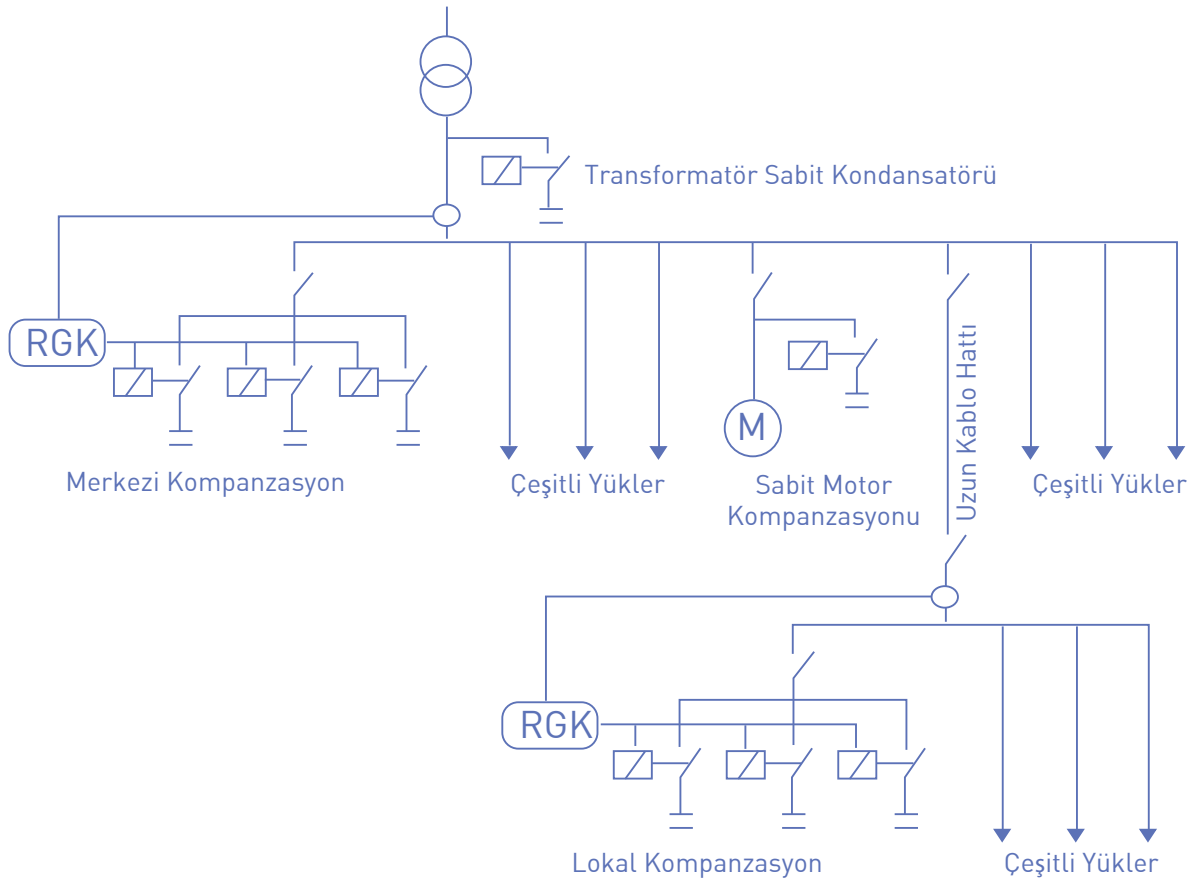 Transformatör Sabit Kondansatörü
RGK
Merkezi Kompanzasyon
Çeşitli Yükler
M
Sabit Motor
Kompanzasyonu
Uzun Kablo Hattı
Çeşitli Yükler
RGK
Lokal Kompanzasyon
Çeşitli Yükler